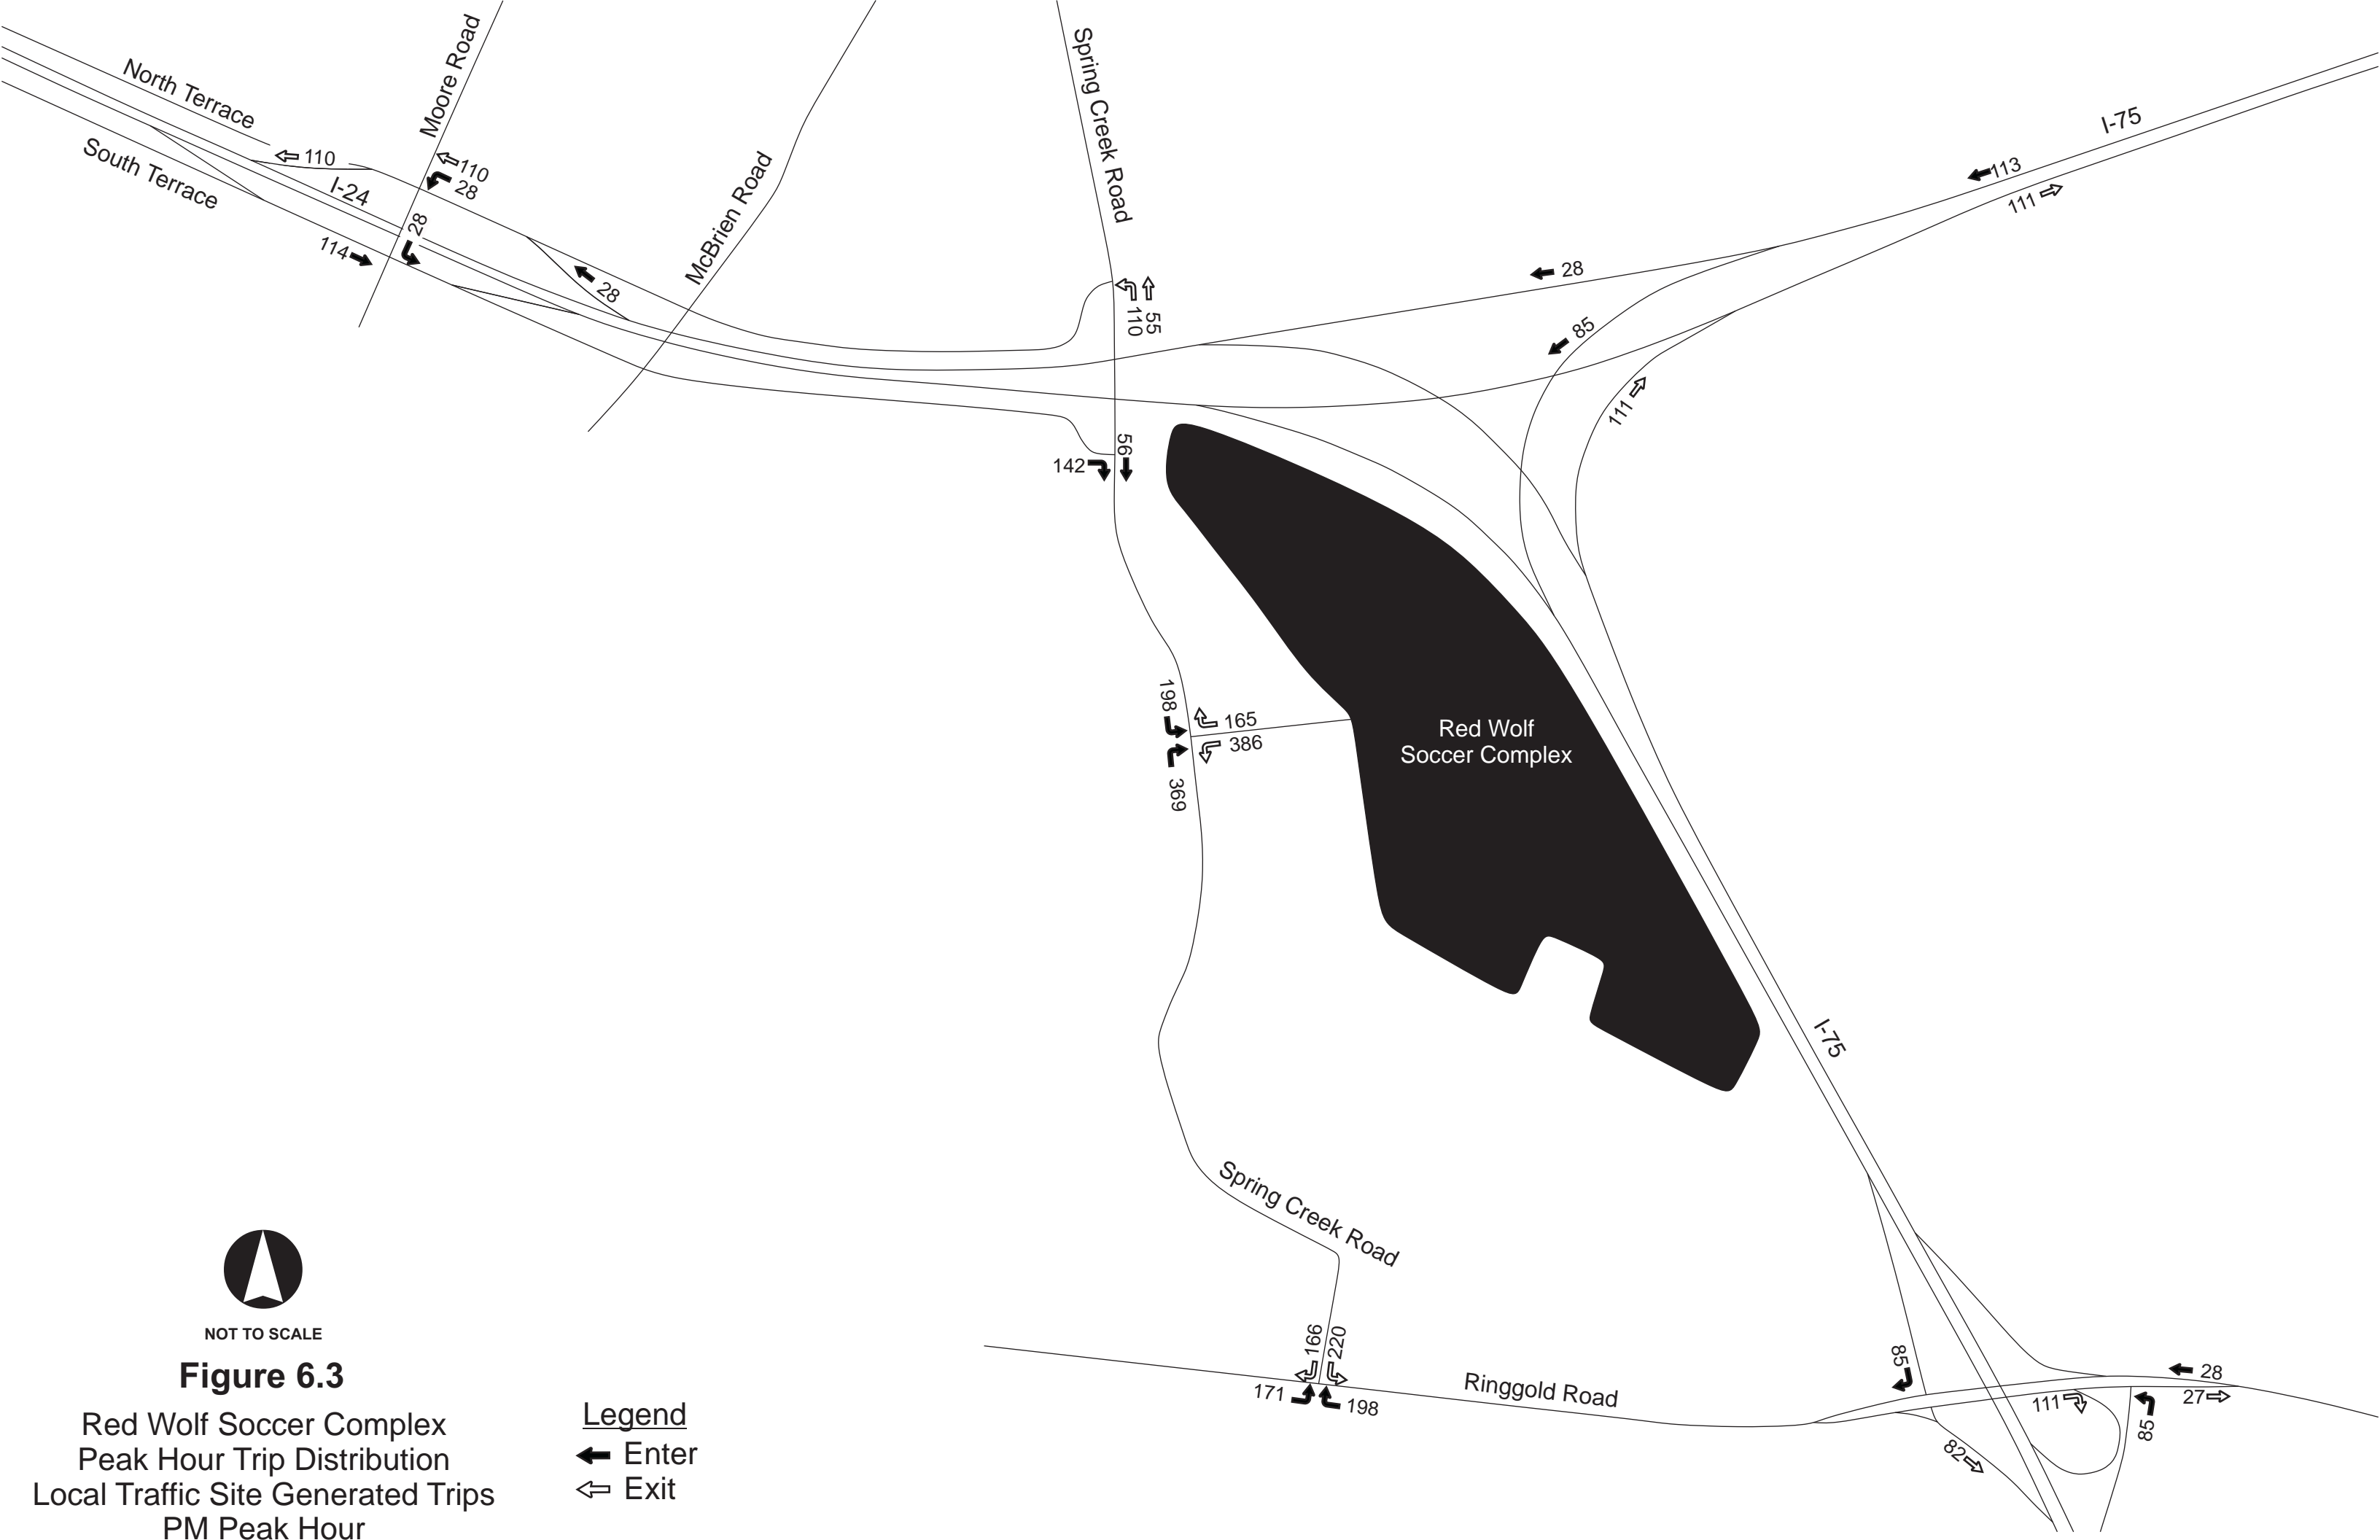 North Terrace
South Terrace
Moore Road
I-24
McBrien Road
Spring Creek Road
I-75
110
110
28
28
114
28
110
55
113
111
28
85
111
56
142
198
165
386
369
Red Wolf
Soccer Complex
I-75
Spring Creek Road
166
220
171
198
Ringgold Road
85
28
27
111
85
82
NOT TO SCALE
Figure 6.3
Red Wolf Soccer Complex
Peak Hour Trip Distribution
Local Traffic Site Generated Trips
PM Peak Hour
Legend
Enter
Exit